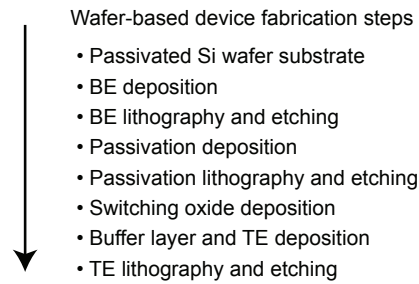 Wafer-based device fabrication steps
• Passivated Si wafer substrate
• BE deposition
• BE lithography and etching
• Passivation deposition
• Passivation lithography and etching
• Switching oxide deposition
• Buffer layer and TE deposition
• TE lithography and etching